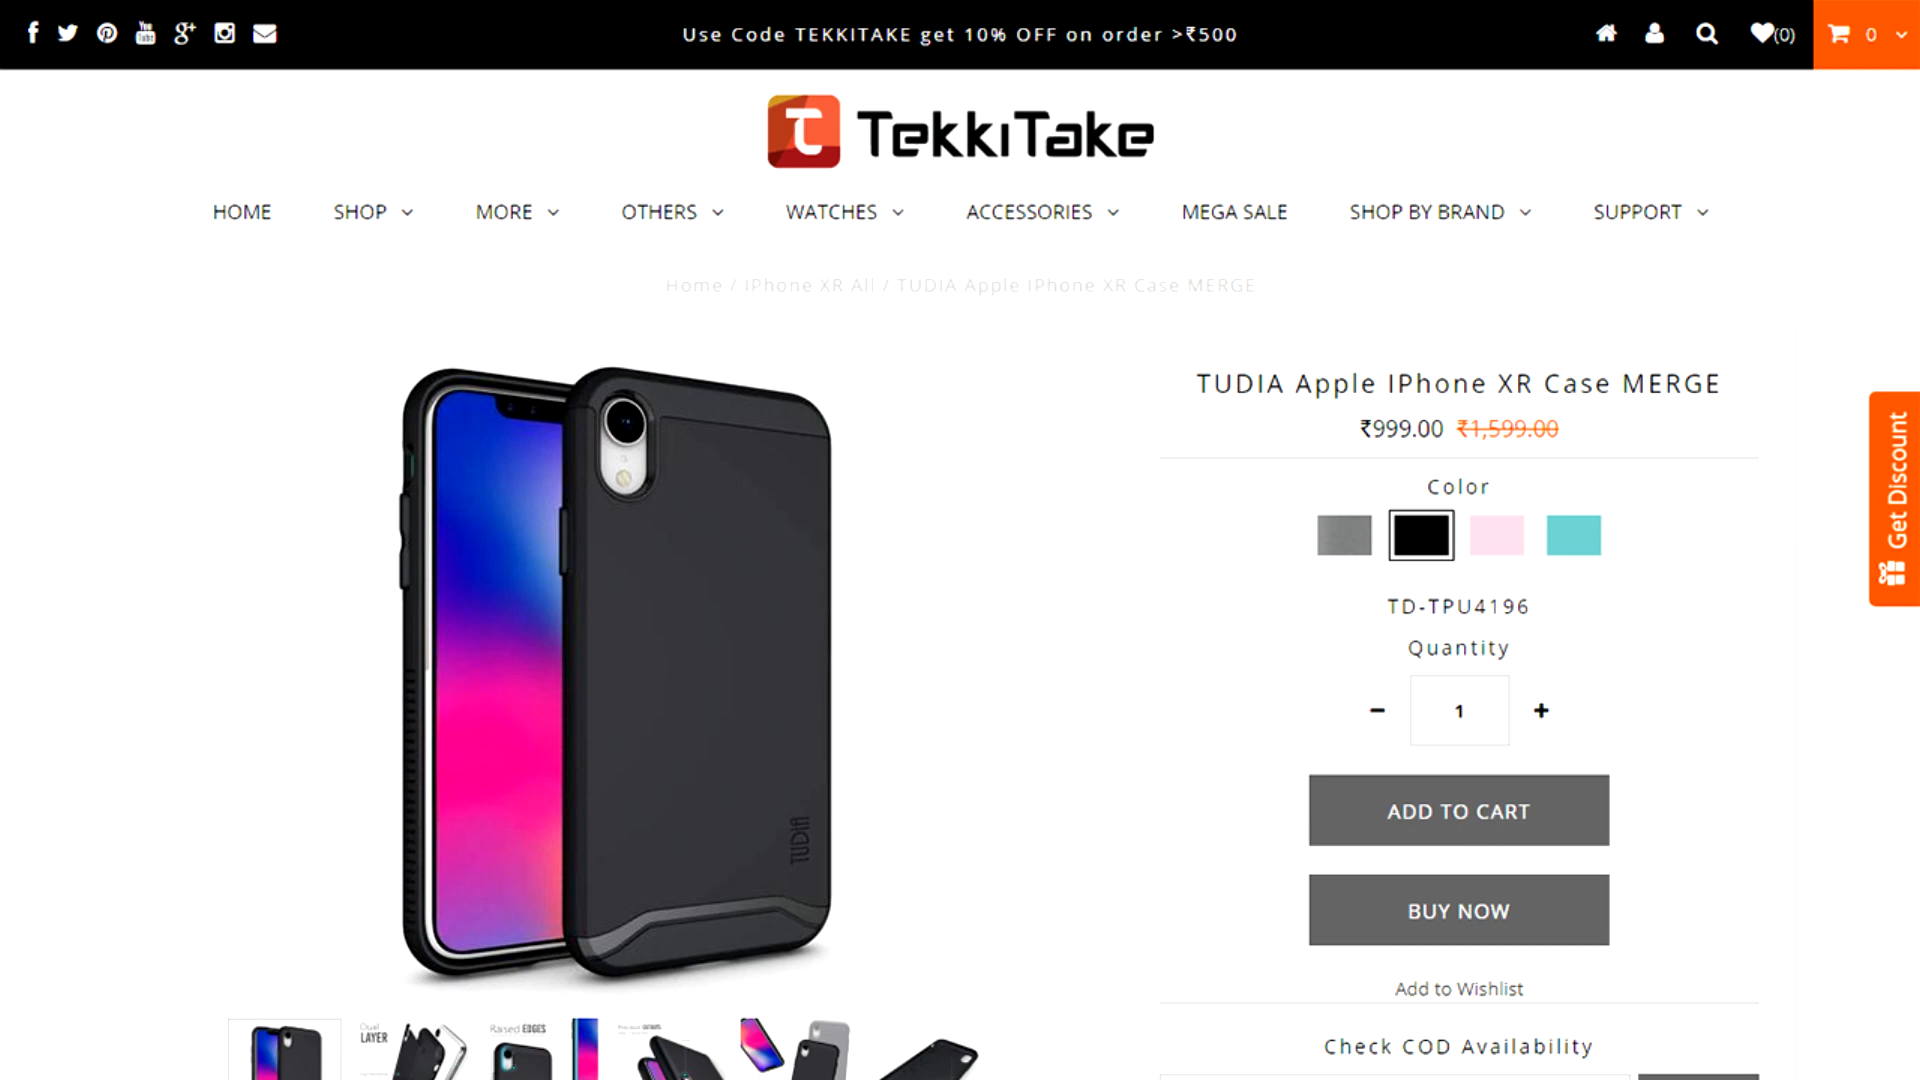 Use Code TEKKITAKE get 10% OFF on order >₹500
(0)
0
TekkiTake
HOME SHOP MORE OTHERS WATCHES ACCESSORIES MEGA SALE SHOP BY BRAND SUPPORT
Home / IPhone XR All / TUDIA Apple IPhone XR Case MERGE
TUDIA Apple IPhone XR Case MERGE
₹999.00 ₹1,599.00
Color
Get Discount
TD-TPU4196
Quantity
1
ADD TO CART
TUDIA
BUY NOW
Add to Wishlist
Dual
LAYER
Raised EDGES
Check COD Availability